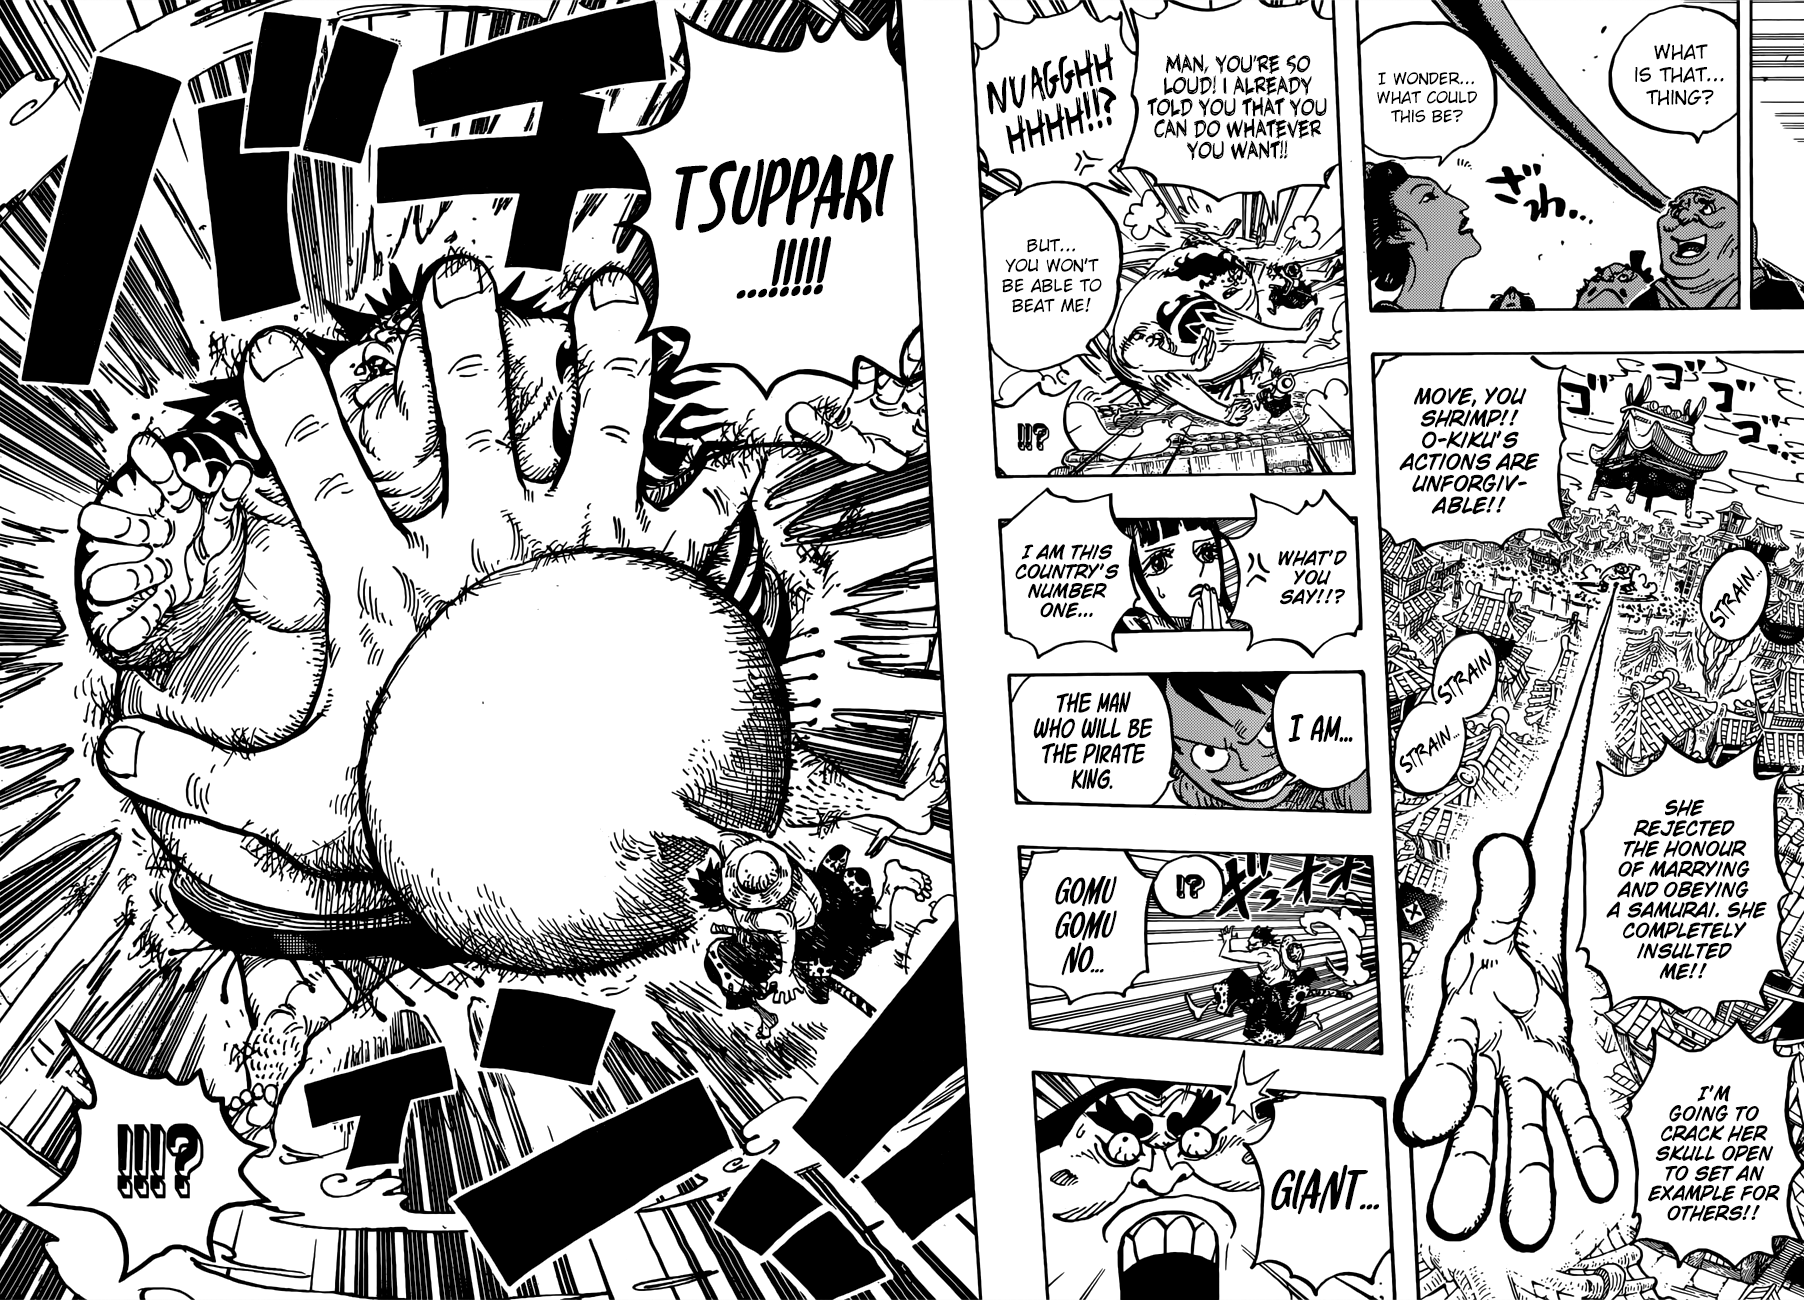 WHAT
IS THAT...
THING?
I WONDER...
WHAT COULD
THIS BE?
ざわ...
MOVE, YOU
SHRIMP!!
O-KIKU'S
ACTIONS ARE
UNFORGIV-
ABLE!!
ゴ
ゴ
ゴ
ゴ
STRAIN...
STRAIN
STRAIN...
SHE
REJECTED
THE HONOUR
OF MARRYING
AND OBEYING
A SAMURAI. SHE
COMPLETELY
INSULTED
ME!!
I'M
GOING TO
CRACK HER
SKULL OPEN
TO SET AN
EXAMPLE FOR
OTHERS!!
MAN, YOU'RE SO
LOUD! I ALREADY
TOLD YOU THAT YOU
CAN DO WHATEVER
YOU WANT!!
NUAGGHH
HHHH!!?
BUT...
YOU WON'T
BE ABLE TO
BEAT ME!
!!?
WHAT'D
YOU
SAY!!?
I AM THIS
COUNTRY'S
NUMBER
ONE...
I AM...
THE MAN
WHO WILL BE
THE PIRATE
KING.
!?
GOMU
GOMU
NO...
GIANT...
TSUPPARI
...!!!!!
バチ
ィン
!!!?